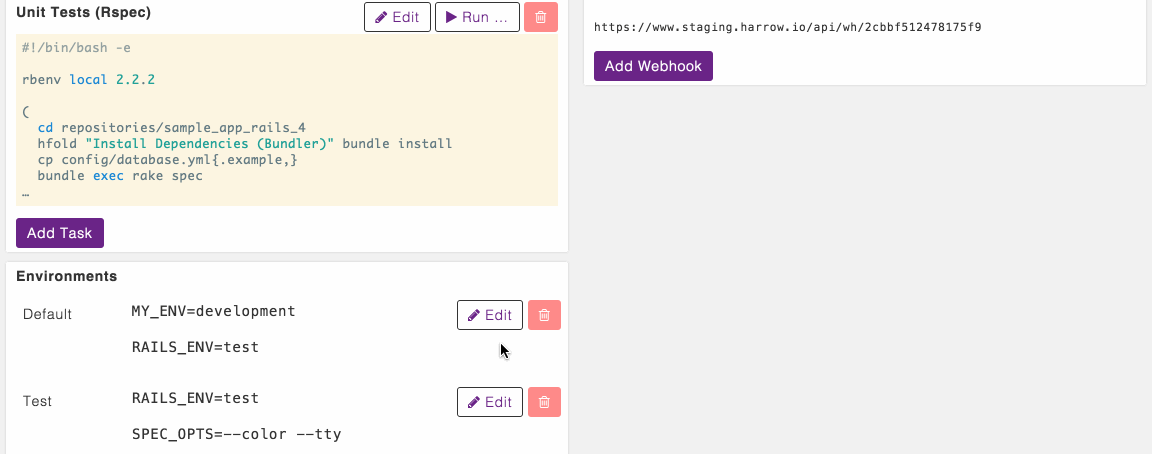 Unit Tests (Rspec)
Edit
Run ...
#!/bin/bash -e
rbenv local 2.2.2
(
cd repositories/sample_app_rails_4
hfold "Install Dependencies (Bundler)" bundle install
cp config/database.yml{.example,}
bundle exec rake spec
…
Add Task
https://www.staging.harrow.io/api/wh/2cbbf512478175f9
Add Webhook
Environments
Default
MY_ENV=development
Edit
RAILS_ENV=test
Test
RAILS_ENV=test
Edit
SPEC_OPTS=--color --tty